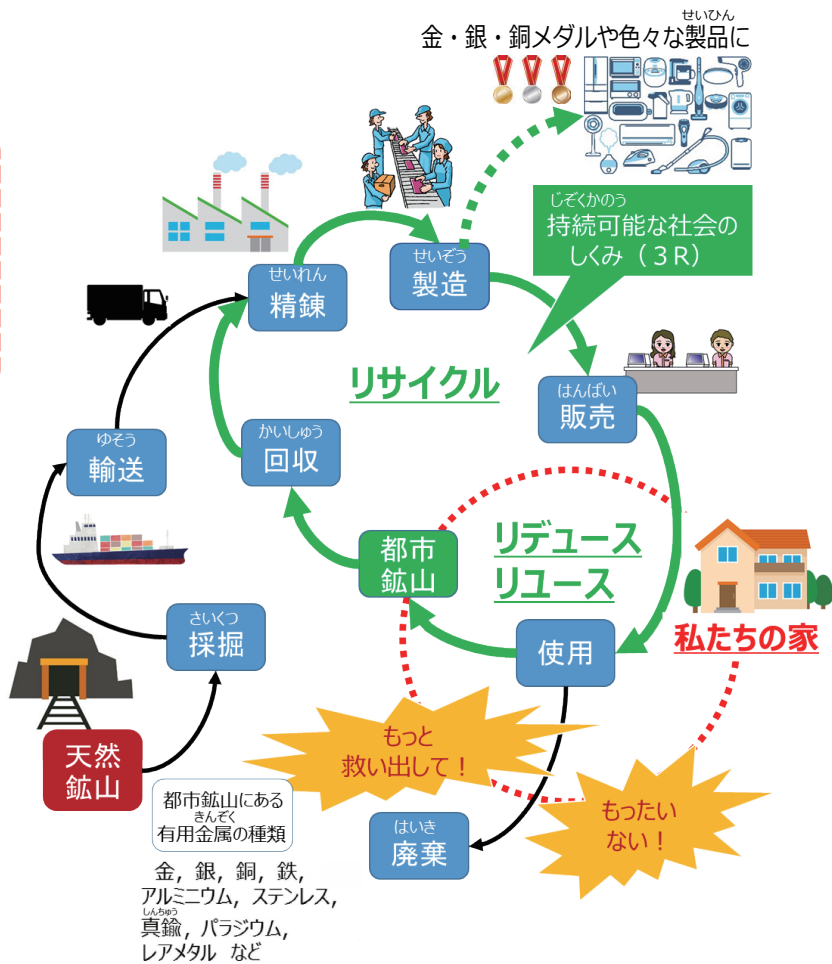 金・銀・銅メダルや色々な製品に
せいひん
じぞくかのう
持続可能な社会の
しくみ（３Ｒ）
せいぞう
製造
せいれん
精錬
リサイクル
はんばい
販売
かいしゅう
回収
ゆそう
輸送
都市
鉱山
リデュース
リユース
私たちの家
使用
さいくつ
採掘
天然
鉱山
もっと
救い出して！
もったい
ない！
はいき
廃棄
都市鉱山にある
きんぞく
有用金属の種類
金，銀，銅，鉄，
アルミニウム，ステンレス，
しんちゅう
真鍮，パラジウム，
レアメタル など